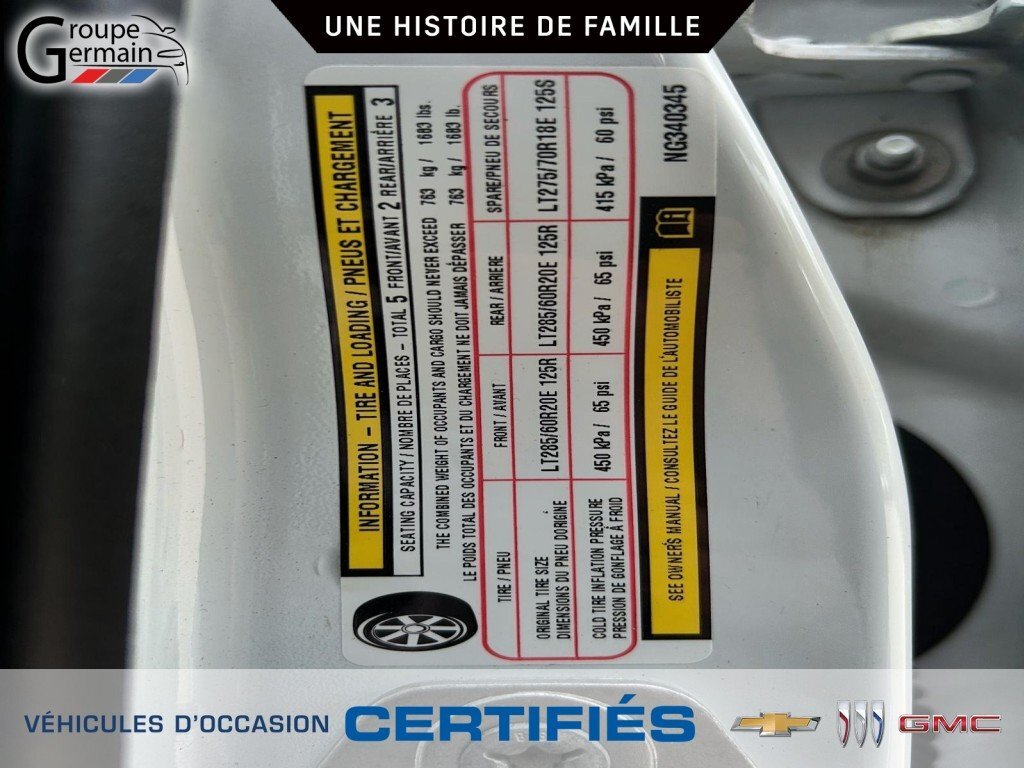 Groupe
Germain
UNE HISTOIRE DE FAMILLE
INFORMATION – TIRE AND LOADING / PNEUS ET CHARGEMENT
SEATING CAPACITY / NOMBRE DE PLACES – TOTAL 5 FRONT/AVANT 2 REAR/ARRIÈRE 3
THE COMBINED WEIGHT OF OCCUPANTS AND CARGO SHOULD NEVER EXCEED 763 kg / 1683 lbs.
LE POIDS TOTAL DES OCCUPANTS ET DU CHARGEMENT NE DOIT JAMAIS DÉPASSER 763 kg / 1683 lb.
TIRE / PNEU FRONT / AVANT REAR / ARRIERE SPARE/PNEU DE SECOURS
ORIGINAL TIRE SIZE
DIMENSIONS DU PNEU DORIGINE LT285/60R20E 125R LT285/60R20E 125R LT275/70R18E 125S
COLD TIRE INFLATION PRESSURE
PRESSION DE GONFLAGE À FROID 450 kPa / 65 psi 450 kPa / 65 psi 415 kPa / 60 psi
SEE OWNERS MANUAL / CONSULTEZ LE GUIDE DE L'AUTOMOBILISTE
NG340345
VÉHICULES D'OCCASION CERTIFIÉS
GMC